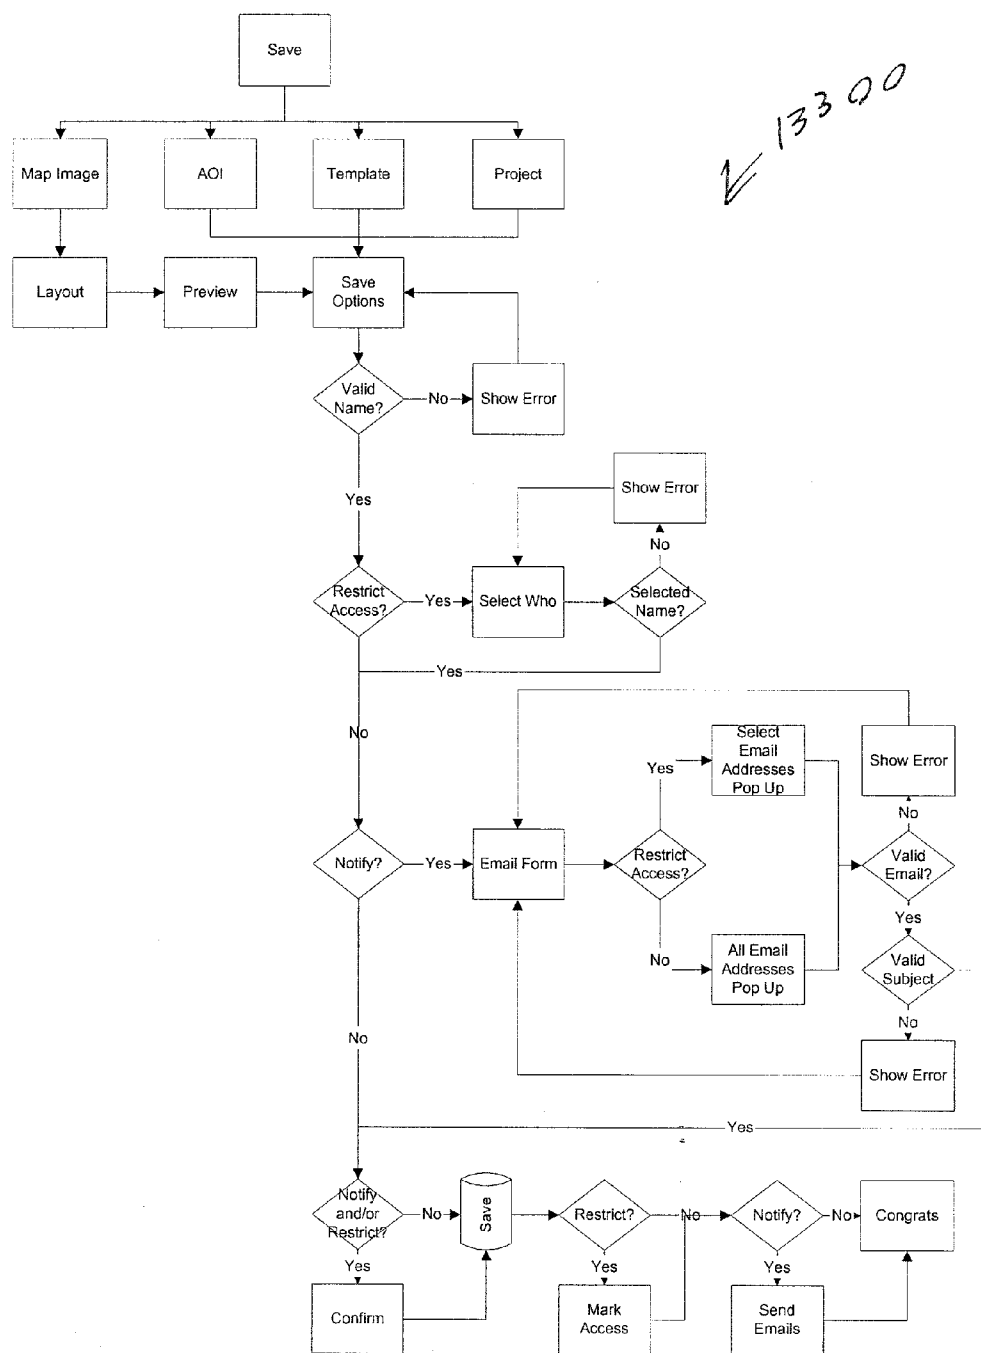 Save
13300
Map Image
AOI
Template
Project
Layout
Preview
Save
Options
Valid
Name?
No
Show Error
Yes
Show Error
No
Restrict
Access?
Yes
Select Who
Selected
Name?
Yes
No
Select
Email
Addresses
Pop Up
Show Error
Yes
No
Notify?
Yes
Email Form
Restrict
Access?
Valid
Email?
Yes
No
All Email
Addresses
Pop Up
Valid
Subject
No
No
Show Error
Yes
Notify
and/or
Restrict?
No
Save
Restrict?
No
Notify?
No
Congrats
Yes
Yes
Yes
Confirm
Mark
Access
Send
Emails